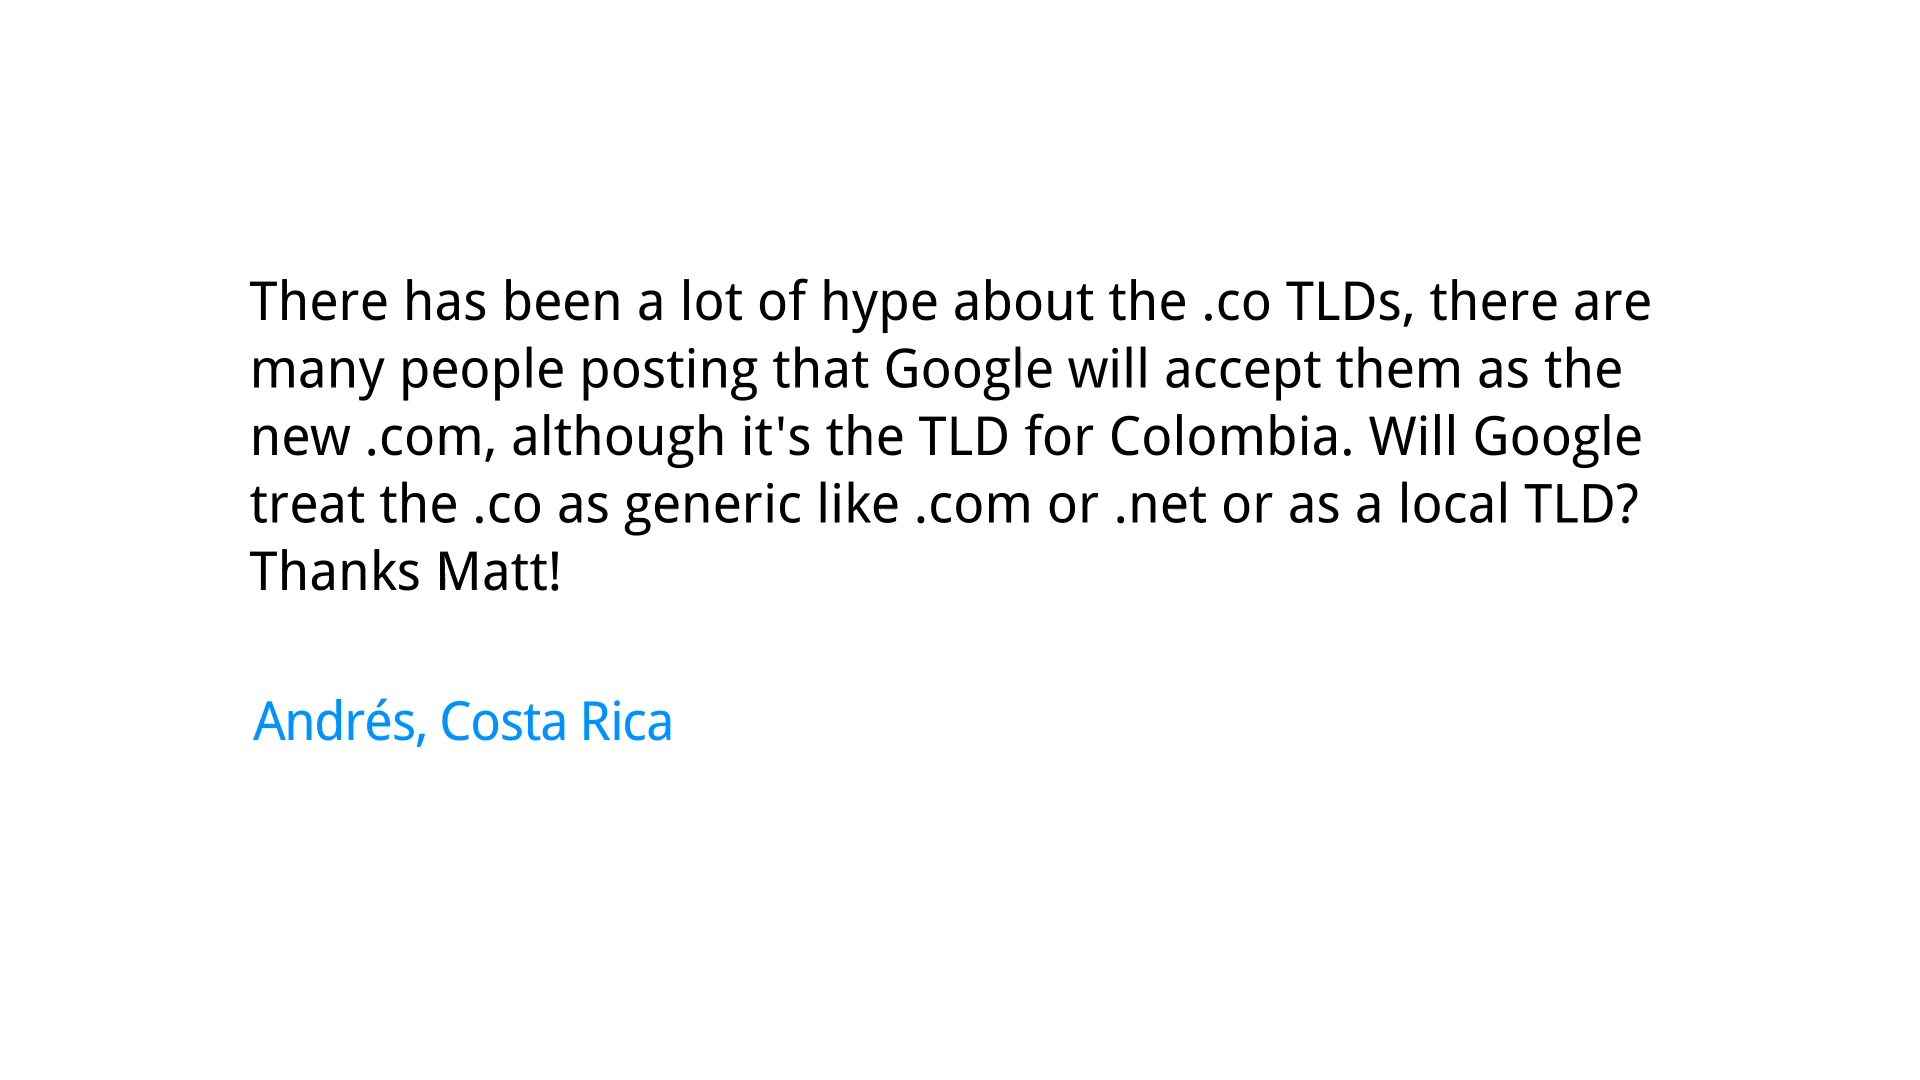 There has been a lot of hype about the .co TLDs, there are
many people posting that Google will accept them as the
new .com, although it's the TLD for Colombia. Will Google
treat the .co as generic like .com or .net or as a local TLD?
Thanks Matt!
Andrés, Costa Rica